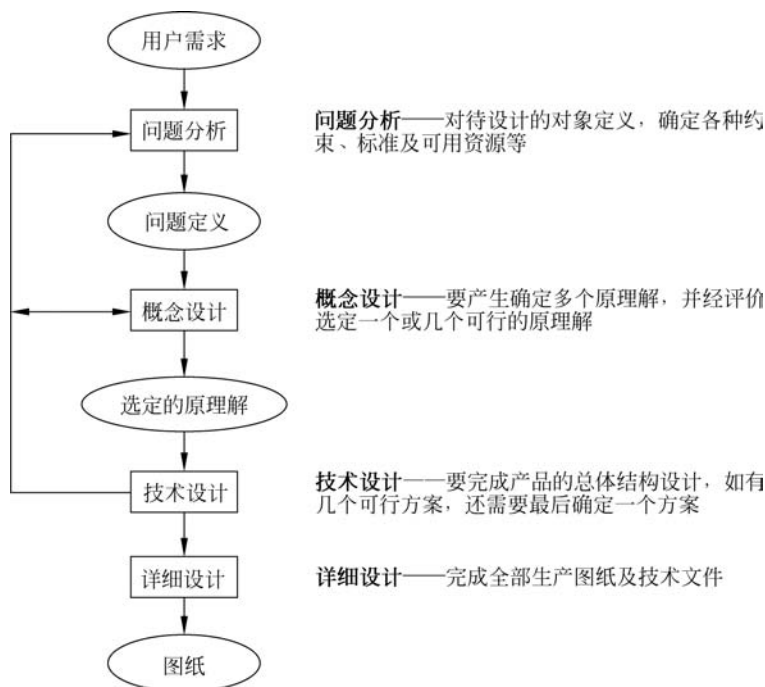 用户需求
问题分析
问题分析——对待设计的对象定义，确定各种约
束、标准及可用资源等
问题定义
概念设计
概念设计——要产生确定多个原理解，并经评价
选定一个或几个可行的原理解
选定的原理解
技术设计
技术设计——要完成产品的总体结构设计，如有
几个可行方案，还需要最后确定一个方案
详细设计
详细设计——完成全部生产图纸及技术文件
图纸